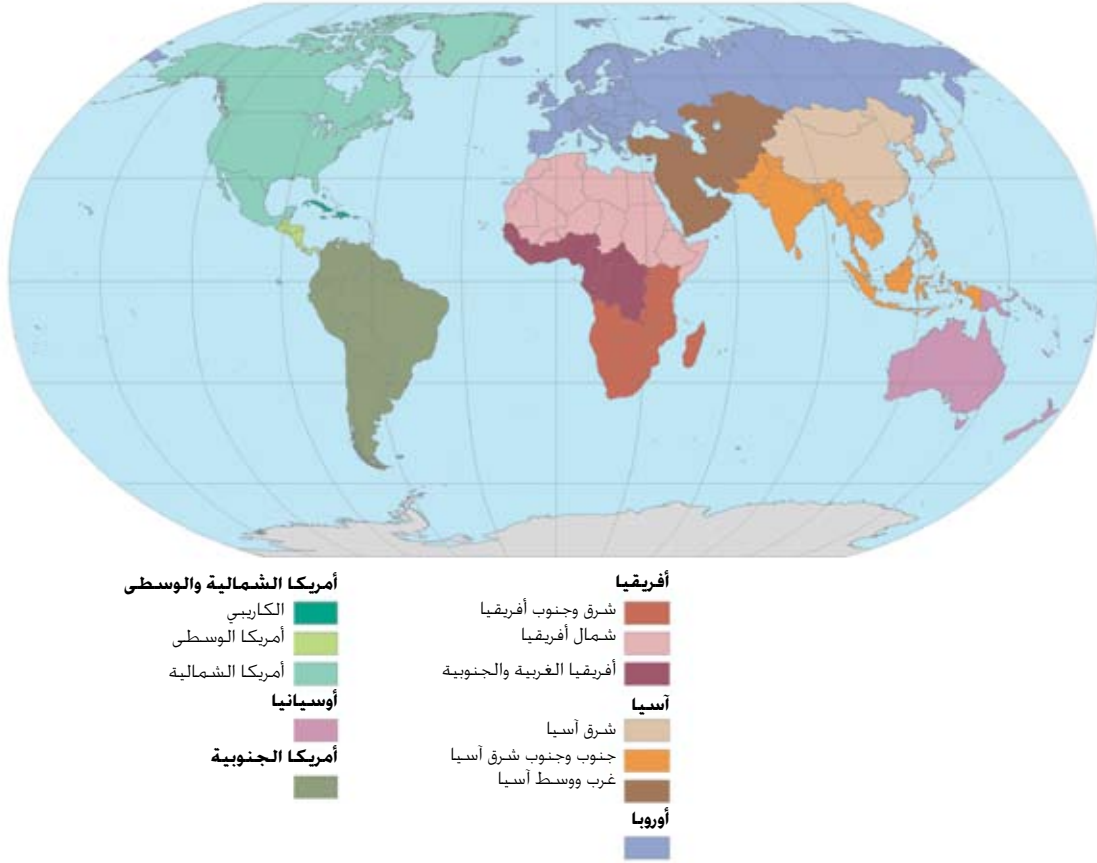 أفريقيا
شرق وجنوب أفريقيا
شمال أفريقيا
أفريقيا الغربية والجنوبية
آسيا
شرق آسيا
جنوب وجنوب شرق آسيا
غرب ووسط آسيا
أوروبا
أمريكا الشمالية والوسطى
الكاريبي
أمريكا الوسطى
أمريكا الشمالية
أوسيانيا
أمريكا الجنوبية